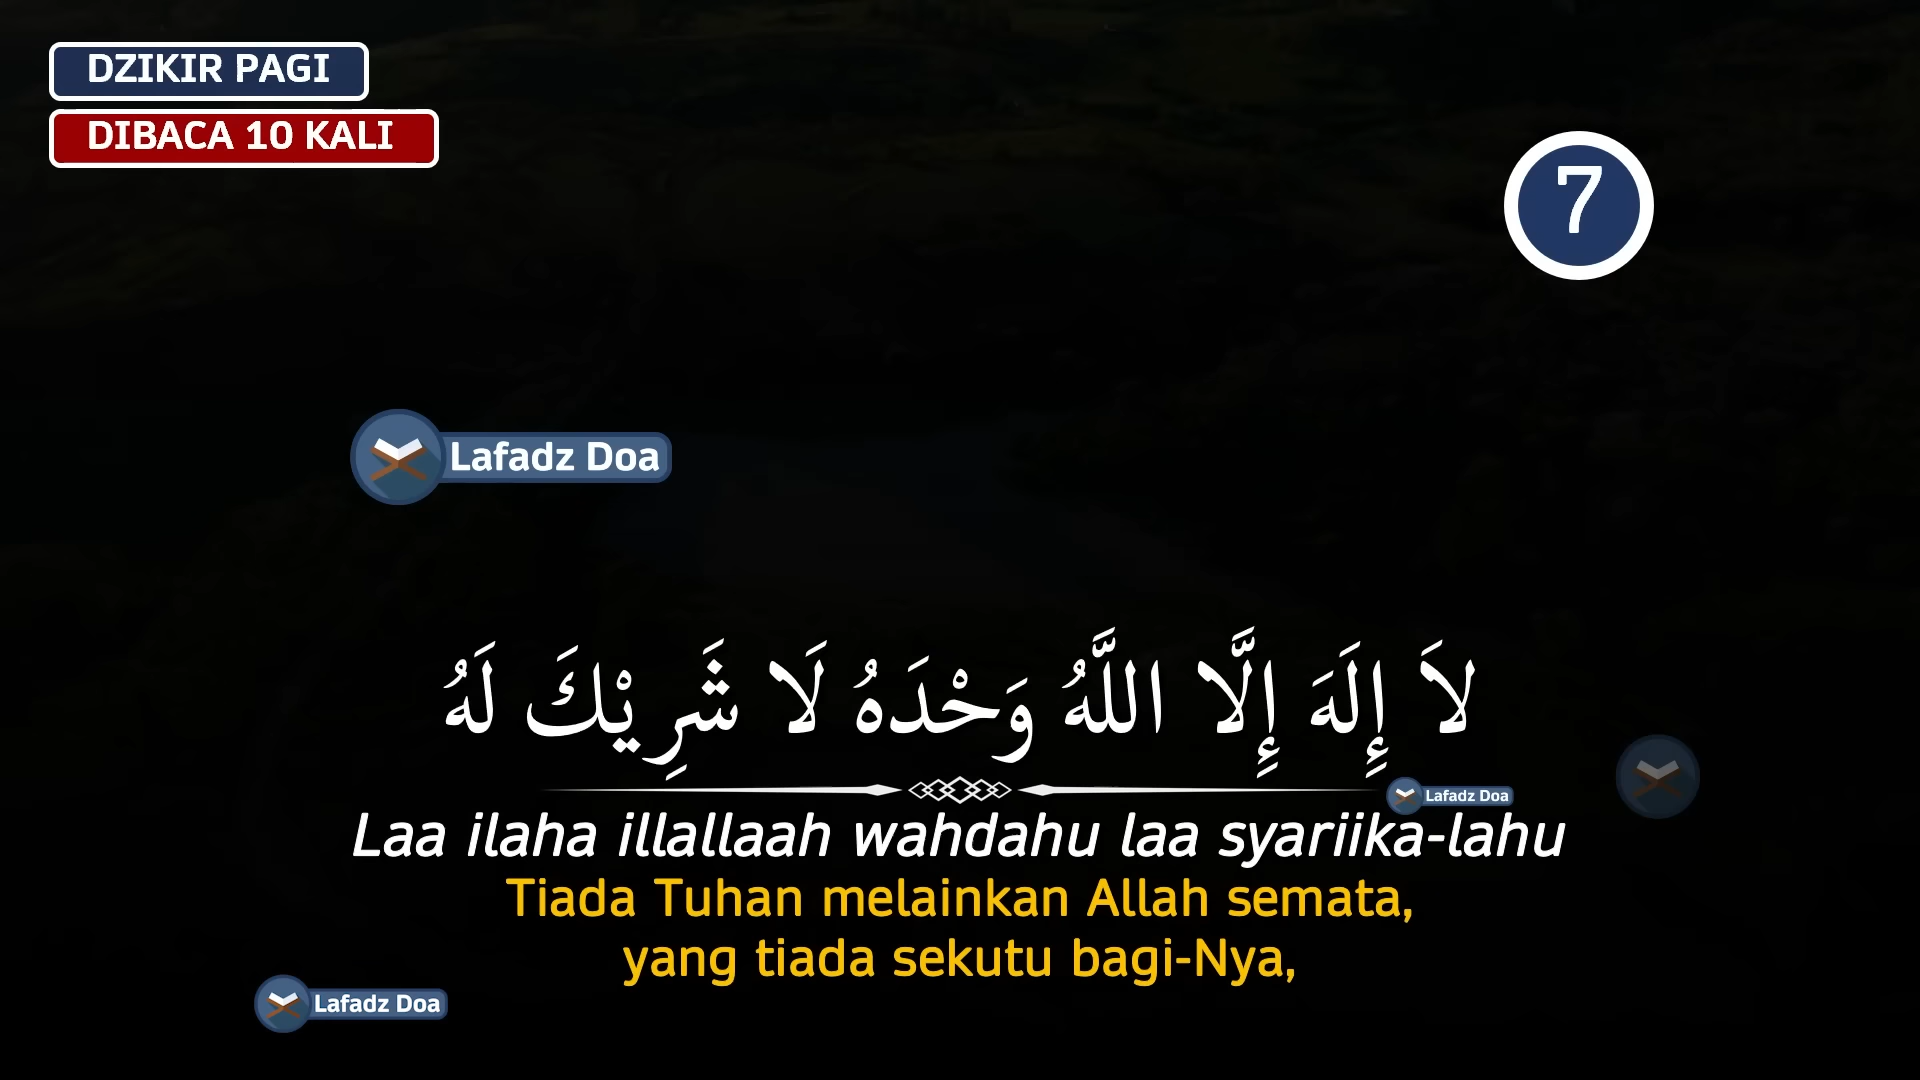 DZIKIR PAGI
DIBACA 10 KALI
7
Lafadz Doa
لاَ إِلَهَ إِلَّا اللَّهُ وَحْدَهُ لَا شَرِيْكَ لَهُ
Lafadz Doa
Laa ilaha illallaah wahdahu laa syariika-lahu
Tiada Tuhan melainkan Allah semata,
yang tiada sekutu bagi-Nya,
Lafadz Doa